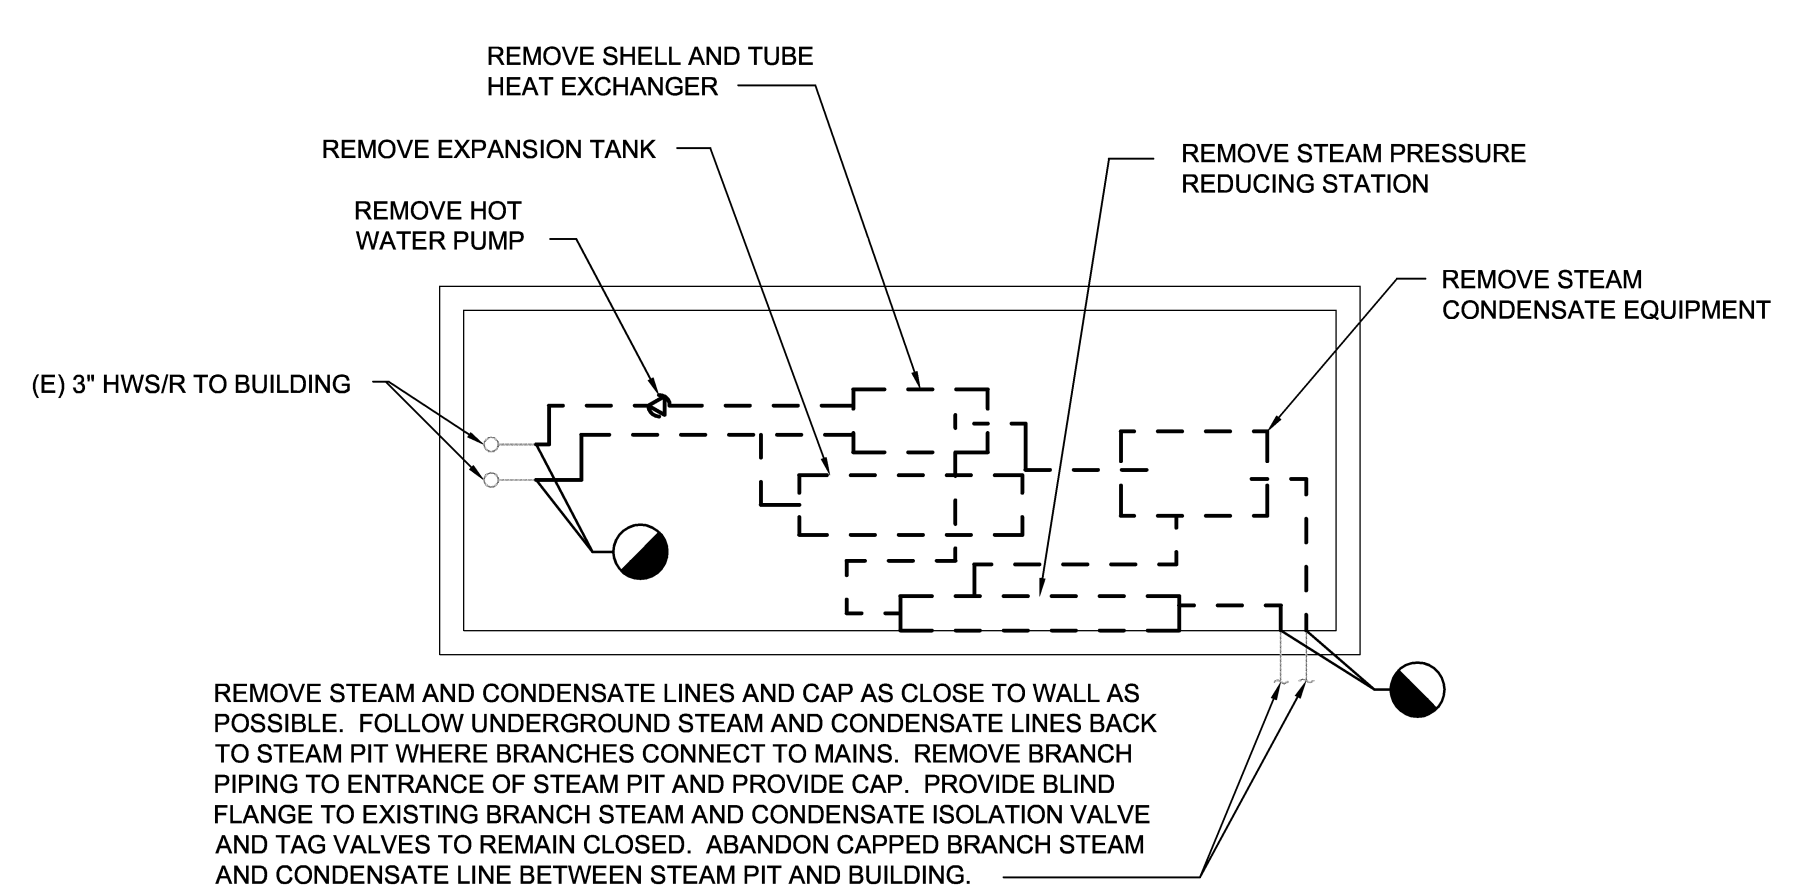 REMOVE SHELL AND TUBE
HEAT EXCHANGER
REMOVE EXPANSION TANK
REMOVE STEAM PRESSURE
REDUCING STATION
REMOVE HOT
WATER PUMP
REMOVE STEAM
CONDENSATE EQUIPMENT
(E) 3" HWS/R TO BUILDING
REMOVE STEAM AND CONDENSATE LINES AND CAP AS CLOSE TO WALL AS
POSSIBLE. FOLLOW UNDERGROUND STEAM AND CONDENSATE LINES BACK
TO STEAM PIT WHERE BRANCHES CONNECT TO MAINS. REMOVE BRANCH
PIPING TO ENTRANCE OF STEAM PIT AND PROVIDE CAP. PROVIDE BLIND
FLANGE TO EXISTING BRANCH STEAM AND CONDENSATE ISOLATION VALVE
AND TAG VALVES TO REMAIN CLOSED. ABANDON CAPPED BRANCH STEAM
AND CONDENSATE LINE BETWEEN STEAM PIT AND BUILDING.